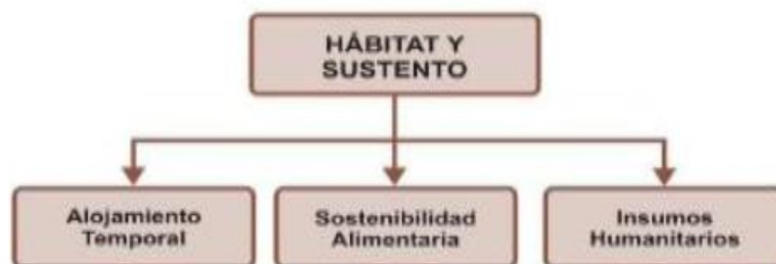 HÁBITAT Y
SUSTENTO
Alojamiento
Temporal
Sostenibilidad
Alimentaria
Insumos
Humanitarios